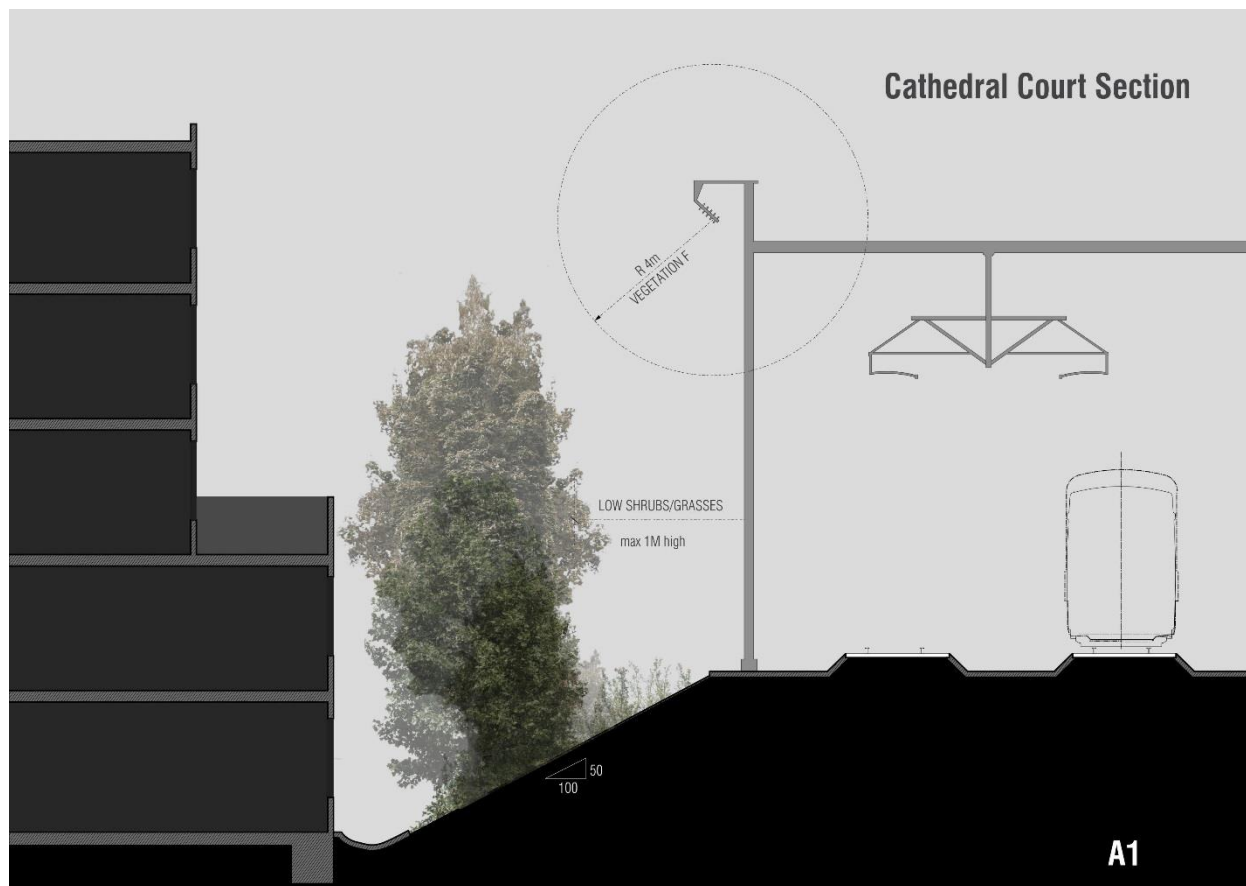 Cathedral Court Section
R 4m
VEGETATION F
LOW SHRUBS/GRASSES
max 1M high
50
100
A1